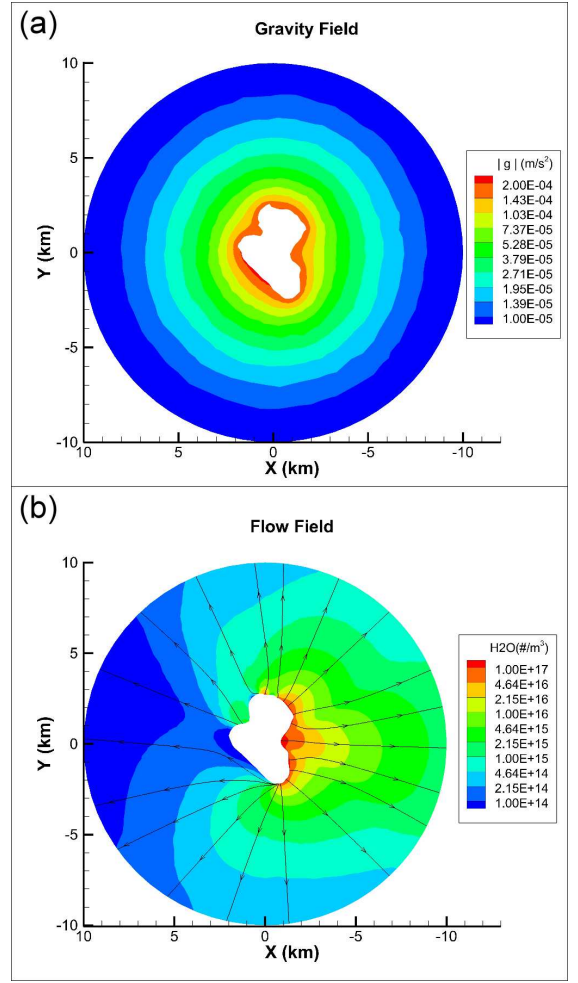 (a)
Gravity Field
10
5
0
-5
-10
Y (km)
10 5 0 -5 -10
X (km)
| g | (m/s²)
2.00E-04
1.43E-04
1.03E-04
7.37E-05
5.28E-05
3.79E-05
2.71E-05
1.95E-05
1.39E-05
1.00E-05
(b)
Flow Field
10
5
0
-5
-10
Y (km)
10 5 0 -5 -10
X (km)
H2O(#/m³)
1.00E+17
4.64E+16
2.15E+16
1.00E+16
4.64E+15
2.15E+15
1.00E+15
4.64E+14
2.15E+14
1.00E+14